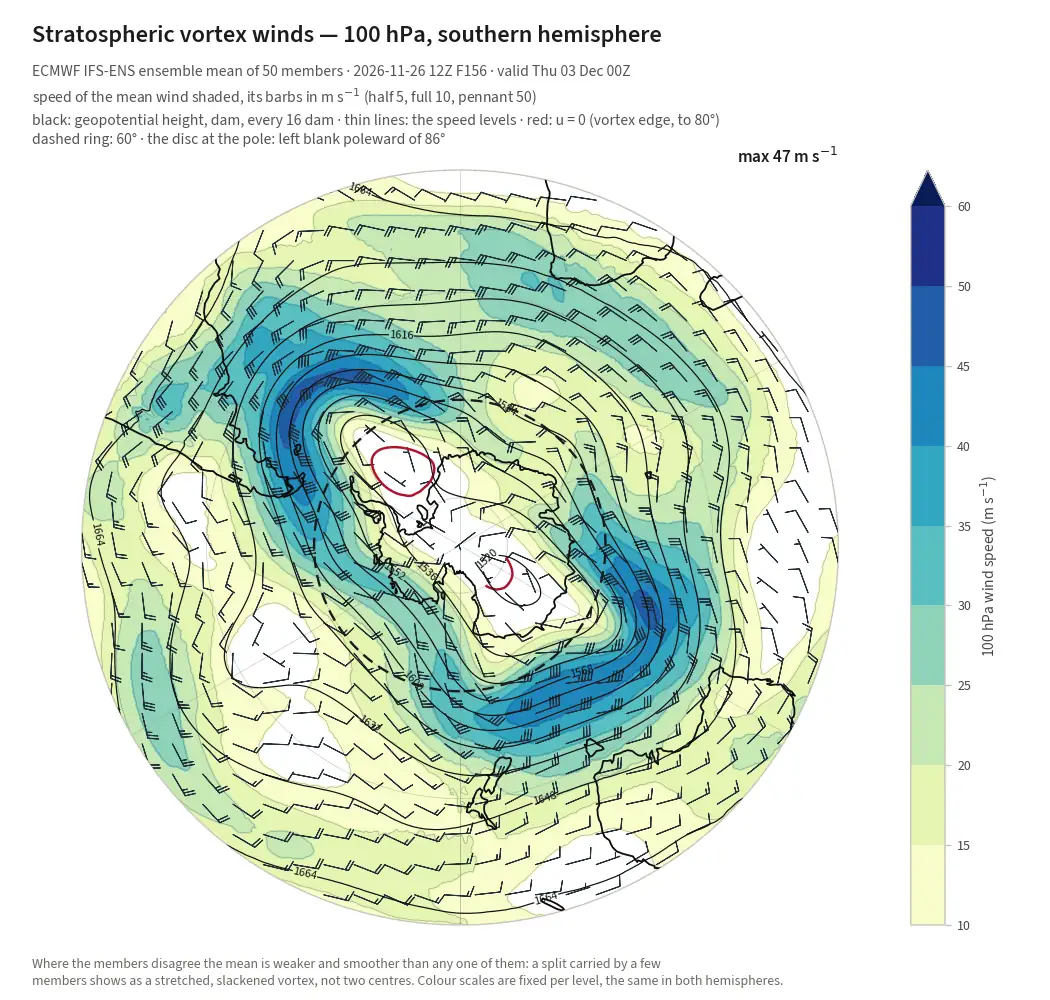 Stratospheric vortex winds — 100 hPa, southern hemisphere
ECMWF IFS-ENS ensemble mean of 50 members · 2026-11-26 12Z F156 · valid Thu 03 Dec 00Z
speed of the mean wind shaded, its barbs in m s⁻¹ (half 5, full 10, pennant 50)
black: geopotential height, dam, every 16 dam · thin lines: the speed levels · red: u = 0 (vortex edge, to 80°)
dashed ring: 60° · the disc at the pole: left blank poleward of 86°
max 47 m s⁻¹
1664
1616
1664
1520
1536
1568
1648
1664
1664
60
50
45
40
35
30
25
20
15
10
100 hPa wind speed (m s⁻¹)
Where the members disagree the mean is weaker and smoother than any one of them: a split carried by a few
members shows as a stretched, slackened vortex, not two centres. Colour scales are fixed per level, the same in both hemispheres.